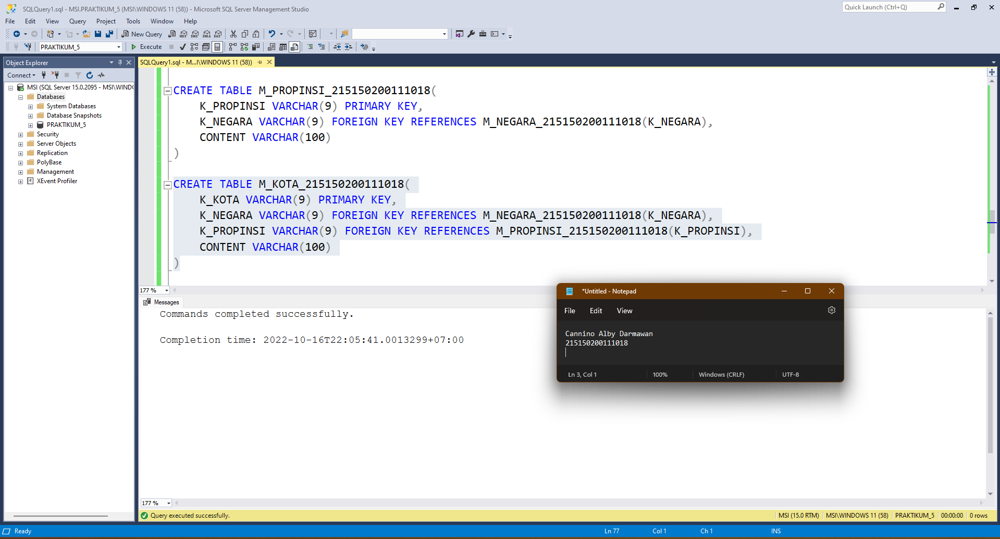 SQLQuery1.sql - MSI.PRAKTIKUM_5 (MSI\WINDOWS 11 (58)) - Microsoft SQL Server Management Studio
Quick Launch (Ctrl+Q)
File Edit View Query Project Tools Window Help
New Query MDX DMX XMLA DAX
PRAKTIKUM_5 Execute
Object Explorer
SQLQuery1.sql - M...I\WINDOWS 11 (58))
Connect
MSI (SQL Server 15.0.2095 - MSI\WIND
Databases
System Databases
Database Snapshots
PRAKTIKUM_5
Security
Server Objects
Replication
PolyBase
Management
XEvent Profiler
CREATE TABLE M_PROPINSI_215150200111018(
K_PROPINSI VARCHAR(9) PRIMARY KEY,
K_NEGARA VARCHAR(9) FOREIGN KEY REFERENCES M_NEGARA_215150200111018(K_NEGARA),
CONTENT VARCHAR(100)
)
CREATE TABLE M_KOTA_215150200111018(
K_KOTA VARCHAR(9) PRIMARY KEY,
K_NEGARA VARCHAR(9) FOREIGN KEY REFERENCES M_NEGARA_215150200111018(K_NEGARA),
K_PROPINSI VARCHAR(9) FOREIGN KEY REFERENCES M_PROPINSI_215150200111018(K_PROPINSI),
CONTENT VARCHAR(100)
)
177 %
Messages
Commands completed successfully.
Completion time: 2022-10-16T22:05:41.0013299+07:00
*Untitled - Notepad
File Edit View
Cannino Alby Darmawan
215150200111018
Ln 3, Col 1 100% Windows (CRLF) UTF-8
177 %
Query executed successfully. MSI (15.0 RTM) MSI\WINDOWS 11 (58) PRAKTIKUM_5 00:00:00 0 rows
Ready Ln 77 Col 1 Ch 1 INS